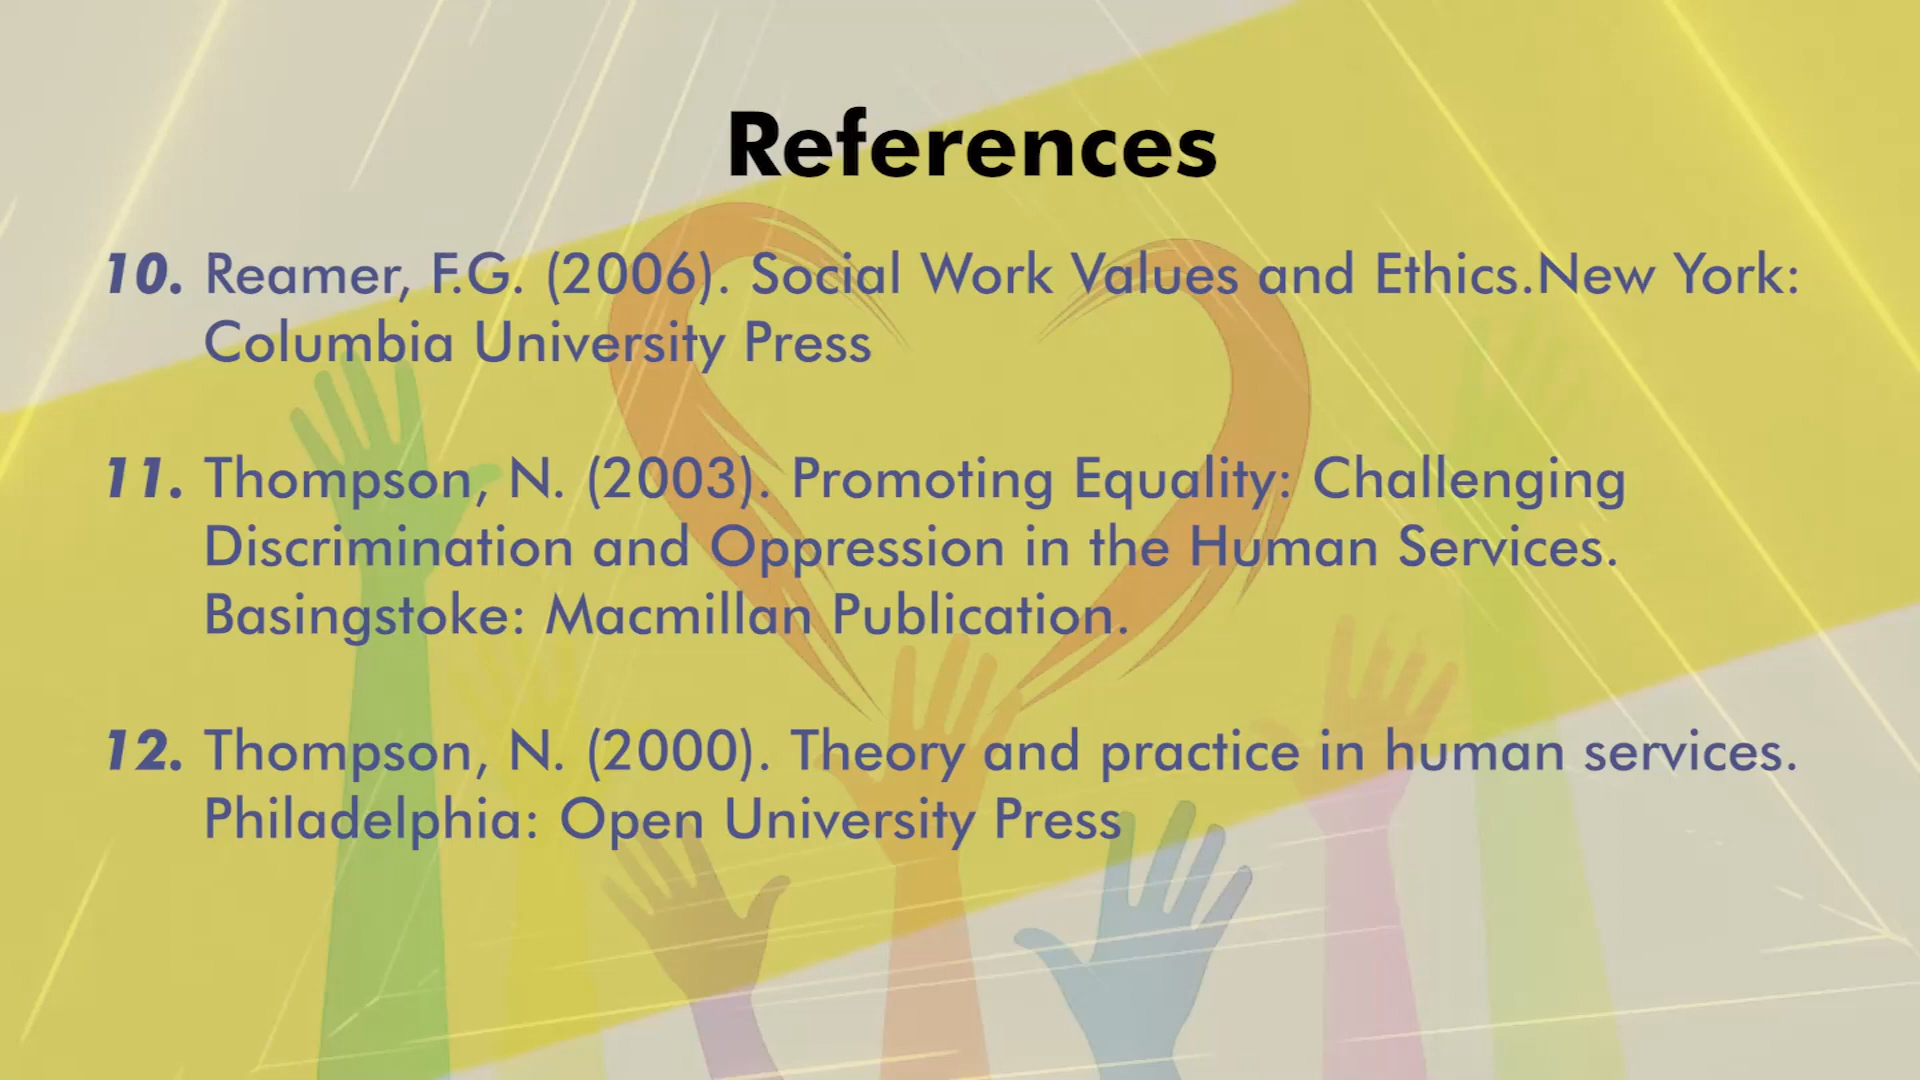 References
10. Reamer, F.G. (2006). Social Work Values and Ethics.New York:
Columbia University Press
11. Thompson, N. (2003). Promoting Equality: Challenging
Discrimination and Oppression in the Human Services.
Basingstoke: Macmillan Publication.
12. Thompson, N. (2000). Theory and practice in human services.
Philadelphia: Open University Press